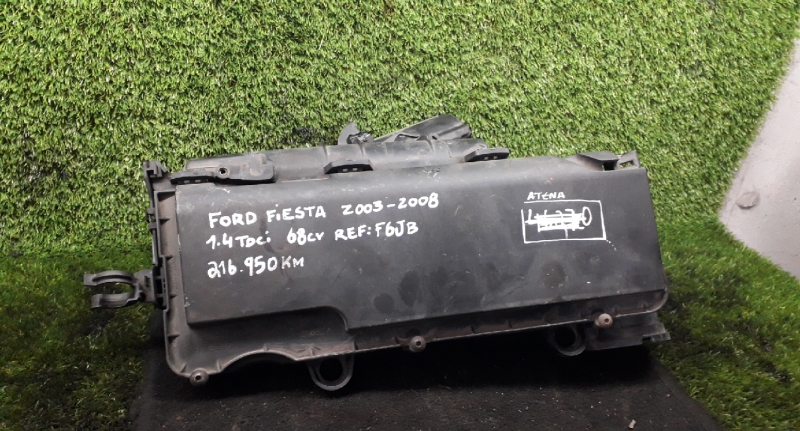 FORD FiESTA 2003-2008
1.4TDCi 68cv REF: F6JB
216.950KM
ATENA